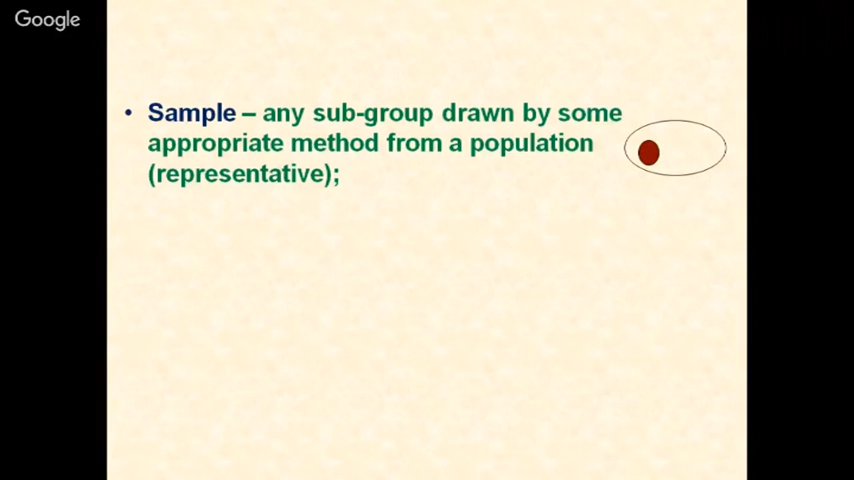 Google
• Sample – any sub-group drawn by some
appropriate method from a population
(representative);